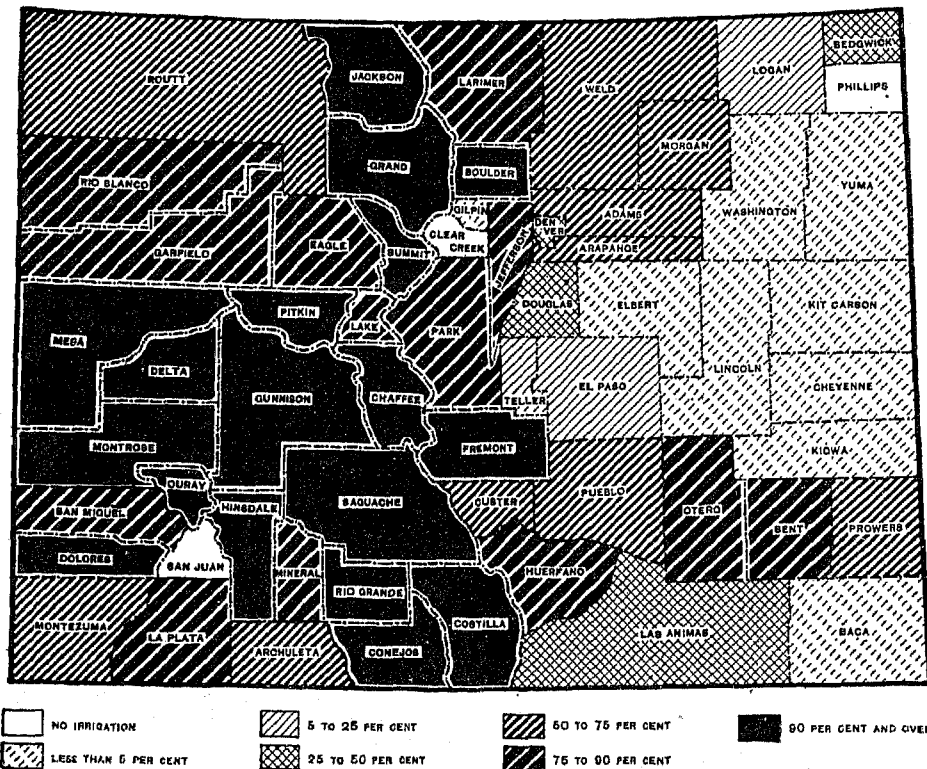 JACKSON
LARIMER
ROUTT
WELD
LOGAN
SEDGWICK
PHILLIPS
MORGAN
GRAND
BOULDER
RIO BLANCO
YUMA
WASHINGTON
GILPIN
ADAMS
DEN
VER
CLEAR
CREEK
ARAPAHOE
EAGLE
GARFIELD
SUMMIT
JEFFERSON
DOUGLAS
ELBERT
KIT CARSON
PITKIN
LAKE
PARK
MESA
DELTA
LINCOLN
EL PASO
CHEYENNE
GUNNISON
CHAFFEE
TELLER
MONTROSE
FREMONT
KIOWA
OURAY
CUSTER
PUEBLO
SAGUACHE
HINSDALE
SAN MIGUEL
OTERO
BENT
PROWERS
DOLORES
SAN JUAN
MINERAL
HUERFANO
RIO GRANDE
COSTILLA
MONTEZUMA
LA PLATA
LAS ANIMAS
BACA
ARCHULETA
CONEJOS
NO IRRIGATION
5 TO 25 PER CENT
50 TO 75 PER CENT
90 PER CENT AND OVER
LESS THAN 5 PER CENT
25 TO 50 PER CENT
75 TO 90 PER CENT